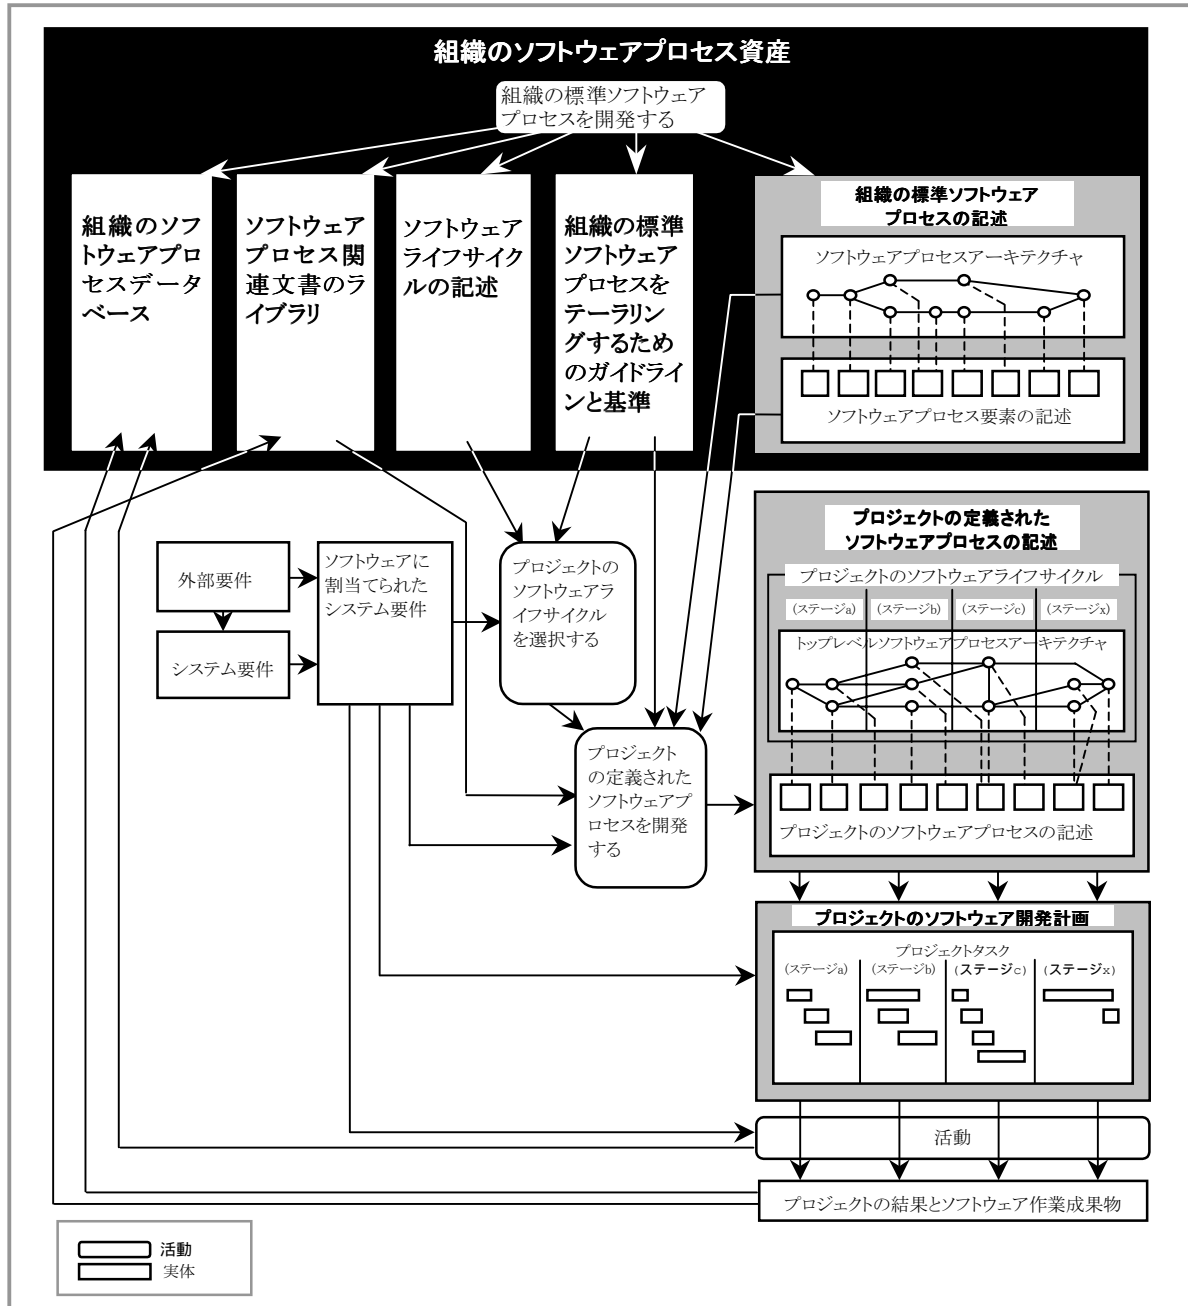 組織のソフトウェアプロセス資産
組織の標準ソフトウェア
プロセスを開発する
組織のソフ
トウェアプロ
セスデータ
ベース
ソフトウェア
プロセス関
連文書のラ
イブラリ
ソフトウェア
ライフサイク
ルの記述
組織の標準
ソフトウェア
プロセスを
テーラリン
グするため
のガイドライ
ンと基準
組織の標準ソフトウェア
プロセスの記述
ソフトウェアプロセスアーキテクチャ
ソフトウェアプロセス要素の記述
外部要件
システム要件
ソフトウェアに
割当てられた
システム要件
プロジェクトの
ソフトウェアラ
イフサイクル
を選択する
プロジェクト
の定義された
ソフトウェアプ
ロセスを開発
する
プロジェクトの定義された
ソフトウェアプロセスの記述
プロジェクトのソフトウェアライフサイクル
(ステージa)
(ステージb)
(ステージc)
(ステージx)
トップレベルソフトウェアプロセスアーキテクチャ
プロジェクトのソフトウェアプロセスの記述
プロジェクトのソフトウェア開発計画
プロジェクトタスク
(ステージa)
(ステージb)
(ステージc)
(ステージx)
活動
プロジェクトの結果とソフトウェア作業成果物
活動
実体